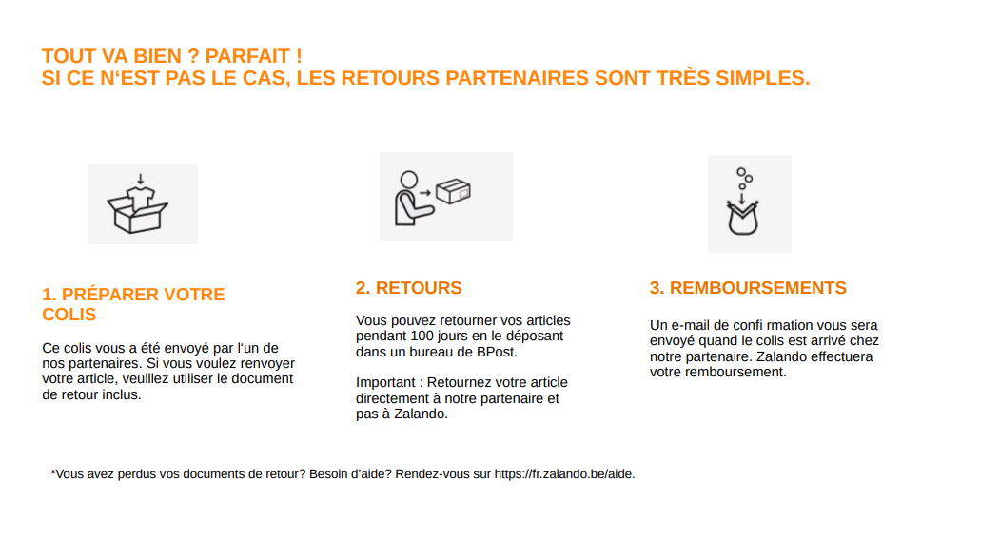 TOUT VA BIEN ? PARFAIT !
SI CE N‘EST PAS LE CAS, LES RETOURS PARTENAIRES SONT TRÈS SIMPLES.
1. PRÉPARER VOTRE
COLIS
Ce colis vous a été envoyé par l‘un de
nos partenaires. Si vous voulez renvoyer
votre article, veuillez utiliser le document
de retour inclus.
2. RETOURS
Vous pouvez retourner vos articles
pendant 100 jours en le déposant
dans un bureau de BPost.
Important : Retournez votre article
directement à notre partenaire et
pas à Zalando.
3. REMBOURSEMENTS
Un e-mail de confi rmation vous sera
envoyé quand le colis est arrivé chez
notre partenaire. Zalando effectuera
votre remboursement.
*Vous avez perdus vos documents de retour? Besoin d’aide? Rendez-vous sur https://fr.zalando.be/aide.